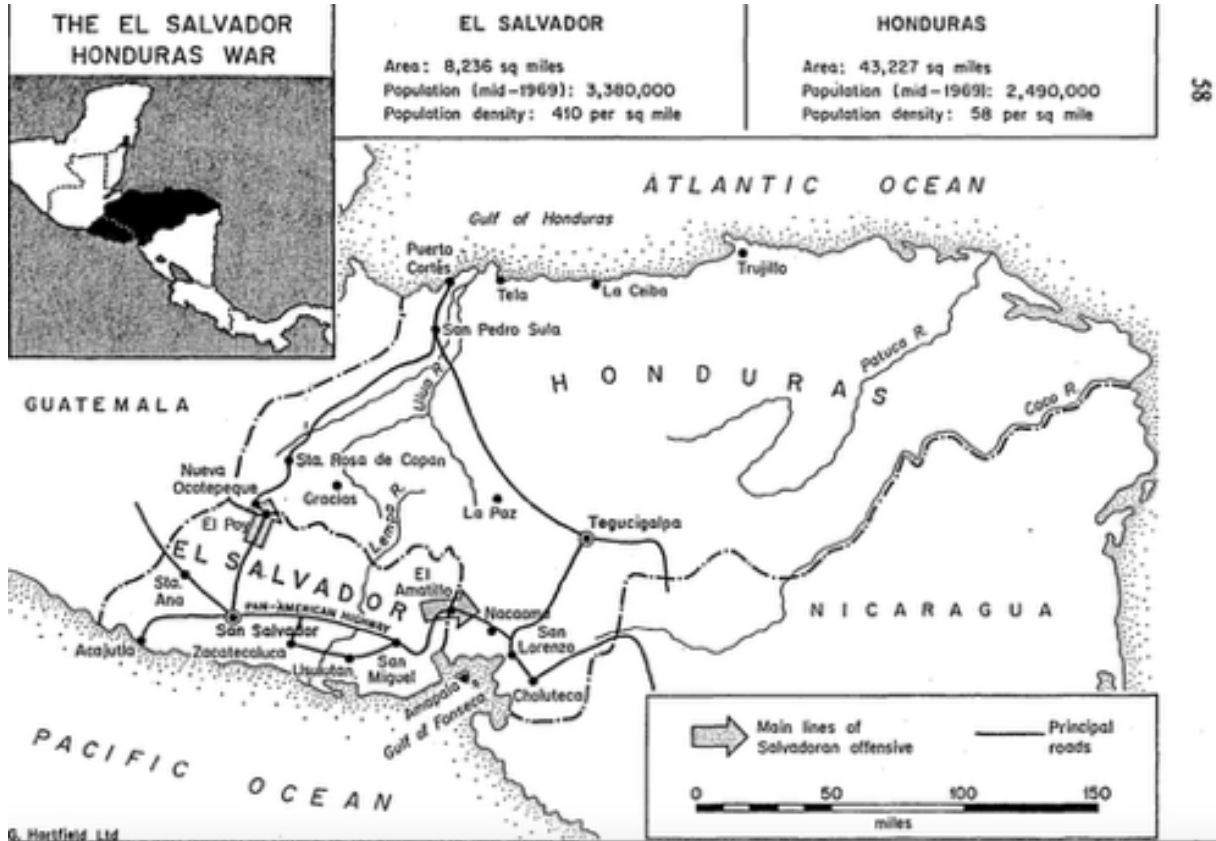 THE EL SALVADOR
HONDURAS WAR
EL SALVADOR
Area: 8,236 sq miles
Population (mid-1969): 3,380,000
Population density: 410 per sq mile
HONDURAS
Area: 43,227 sq miles
Population (mid-1969): 2,490,000
Population density: 58 per sq mile
58
ATLANTIC OCEAN
Gulf of Honduras
Puerto
Cortés
Tela
La Ceiba
Trujillo
San Pedro Sula
Patuca R.
Ulua R.
HONDURAS
Coco R.
GUATEMALA
Sta. Rosa de Copan
Nueva
Ocotepeque
Gracias
Lempa R.
La Paz
El Poy
Tegucigalpa
EL SALVADOR
Sta.
Ana
El
Amatillo
PAN-AMERICAN HIGHWAY
Nacaome
NICARAGUA
San Salvador
San
Lorenzo
Acajutla
Zacatecoluca
Usulutan
San
Miguel
Amapala
Gulf of Fonseca
Choluteca
PACIFIC OCEAN
Main lines of
Salvadoran offensive
Principal
roads
0 50 100 150
miles
G. Hartfield Ltd